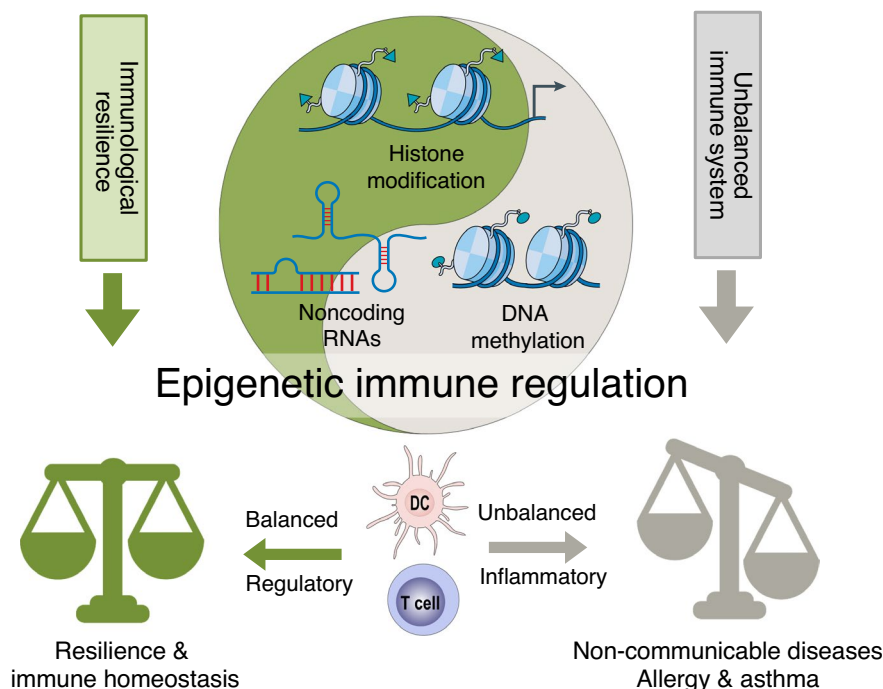 Immunological
resilience
Unbalanced
immune system
Histone
modification
Noncoding
RNAs
DNA
methylation
Epigenetic immune regulation
DC
Balanced
Regulatory
Unbalanced
Inflammatory
T cell
Resilience &
immune homeostasis
Non-communicable diseases
Allergy & asthma